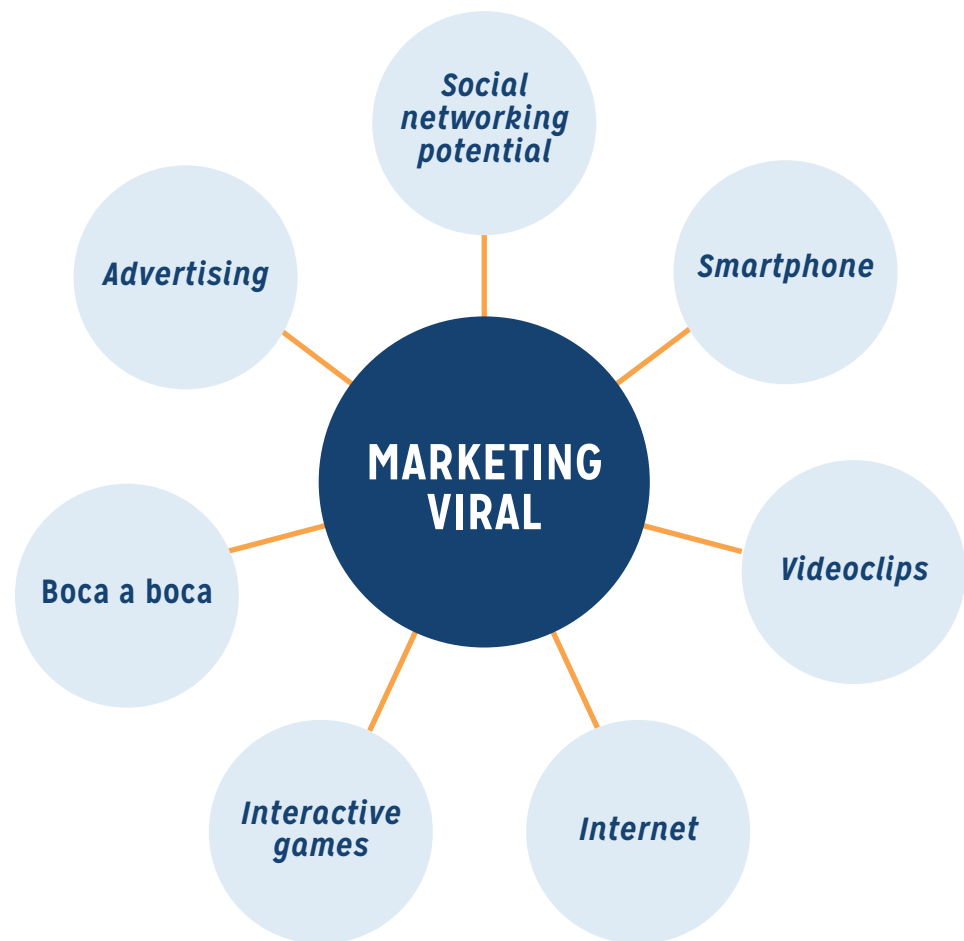 Social
networking
potential
Smartphone
Advertising
MARKETING
VIRAL
Videoclips
Boca a boca
Interactive
games
Internet